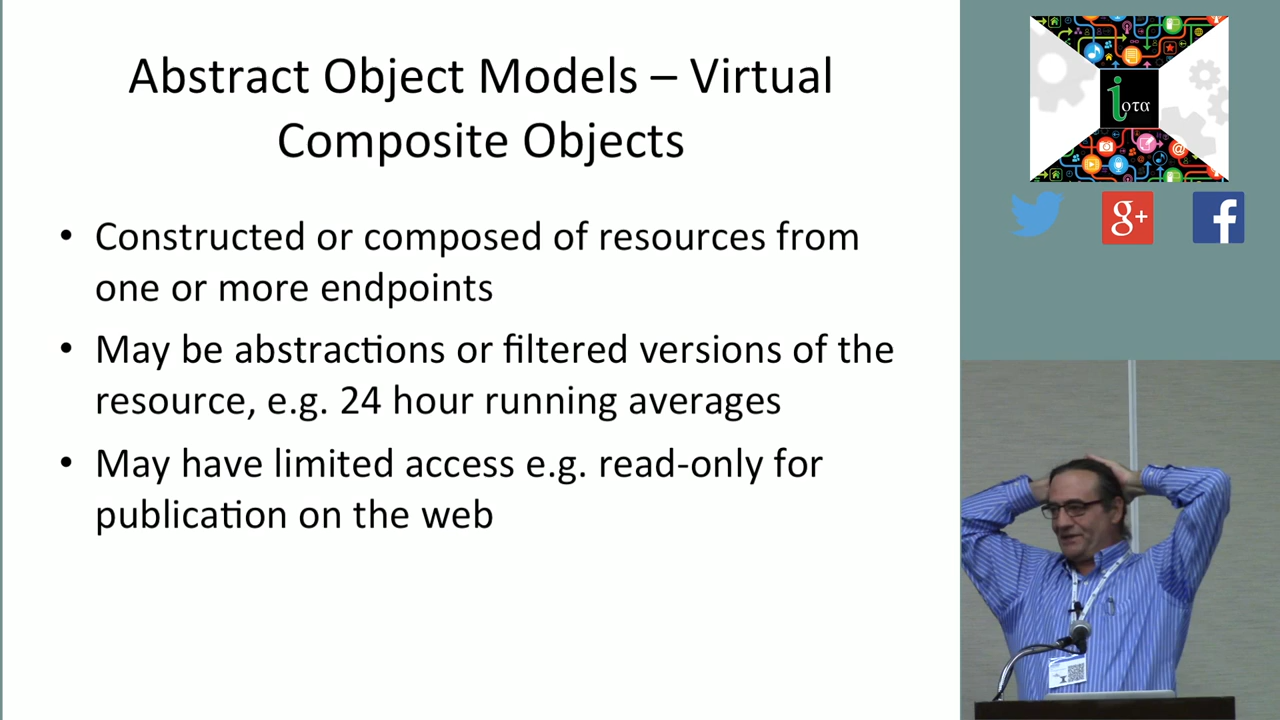 Abstract Object Models – Virtual
Composite Objects
• Constructed or composed of resources from
one or more endpoints
• May be abstractions or filtered versions of the
resource, e.g. 24 hour running averages
• May have limited access e.g. read-only for
publication on the web
iοτα
g+
f